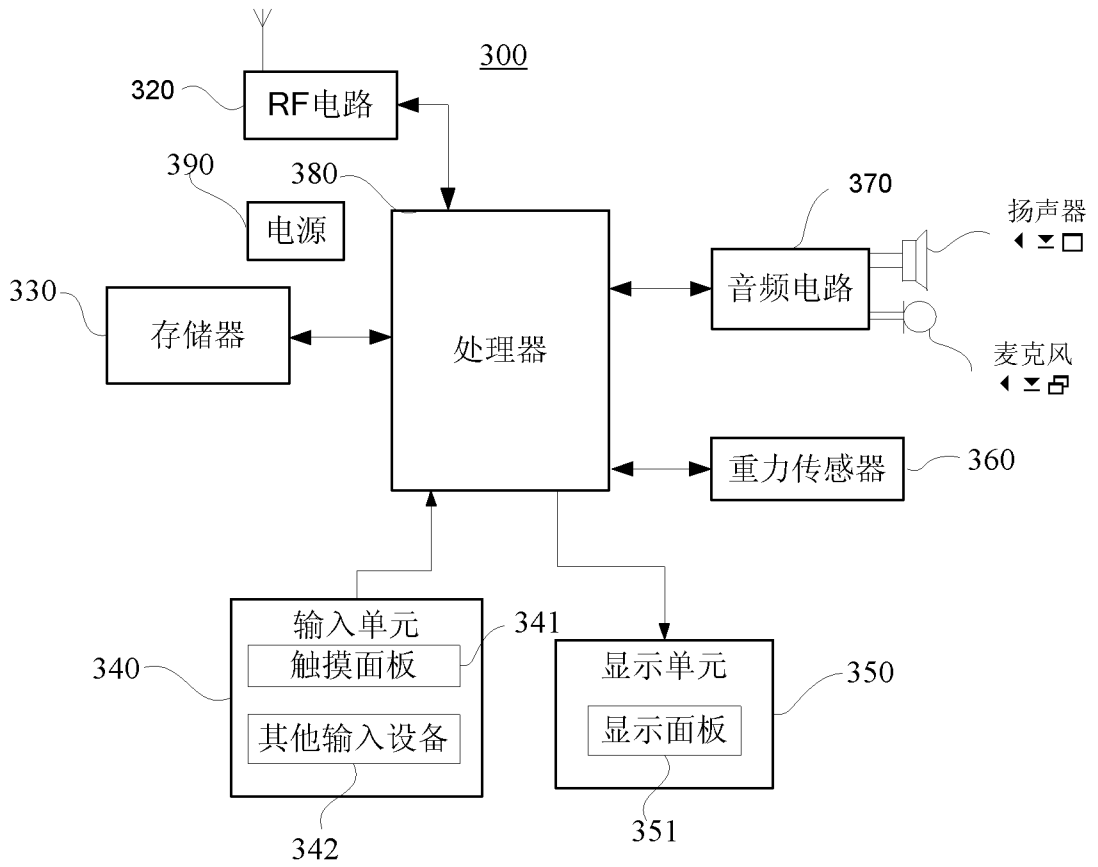 300
320
RF电路
390
380
370
电源
扬声器
音频电路
330
存储器
处理器
麦克风
重力传感器
360
输入单元
341
340
触摸面板
显示单元
350
其他输入设备
显示面板
342
351